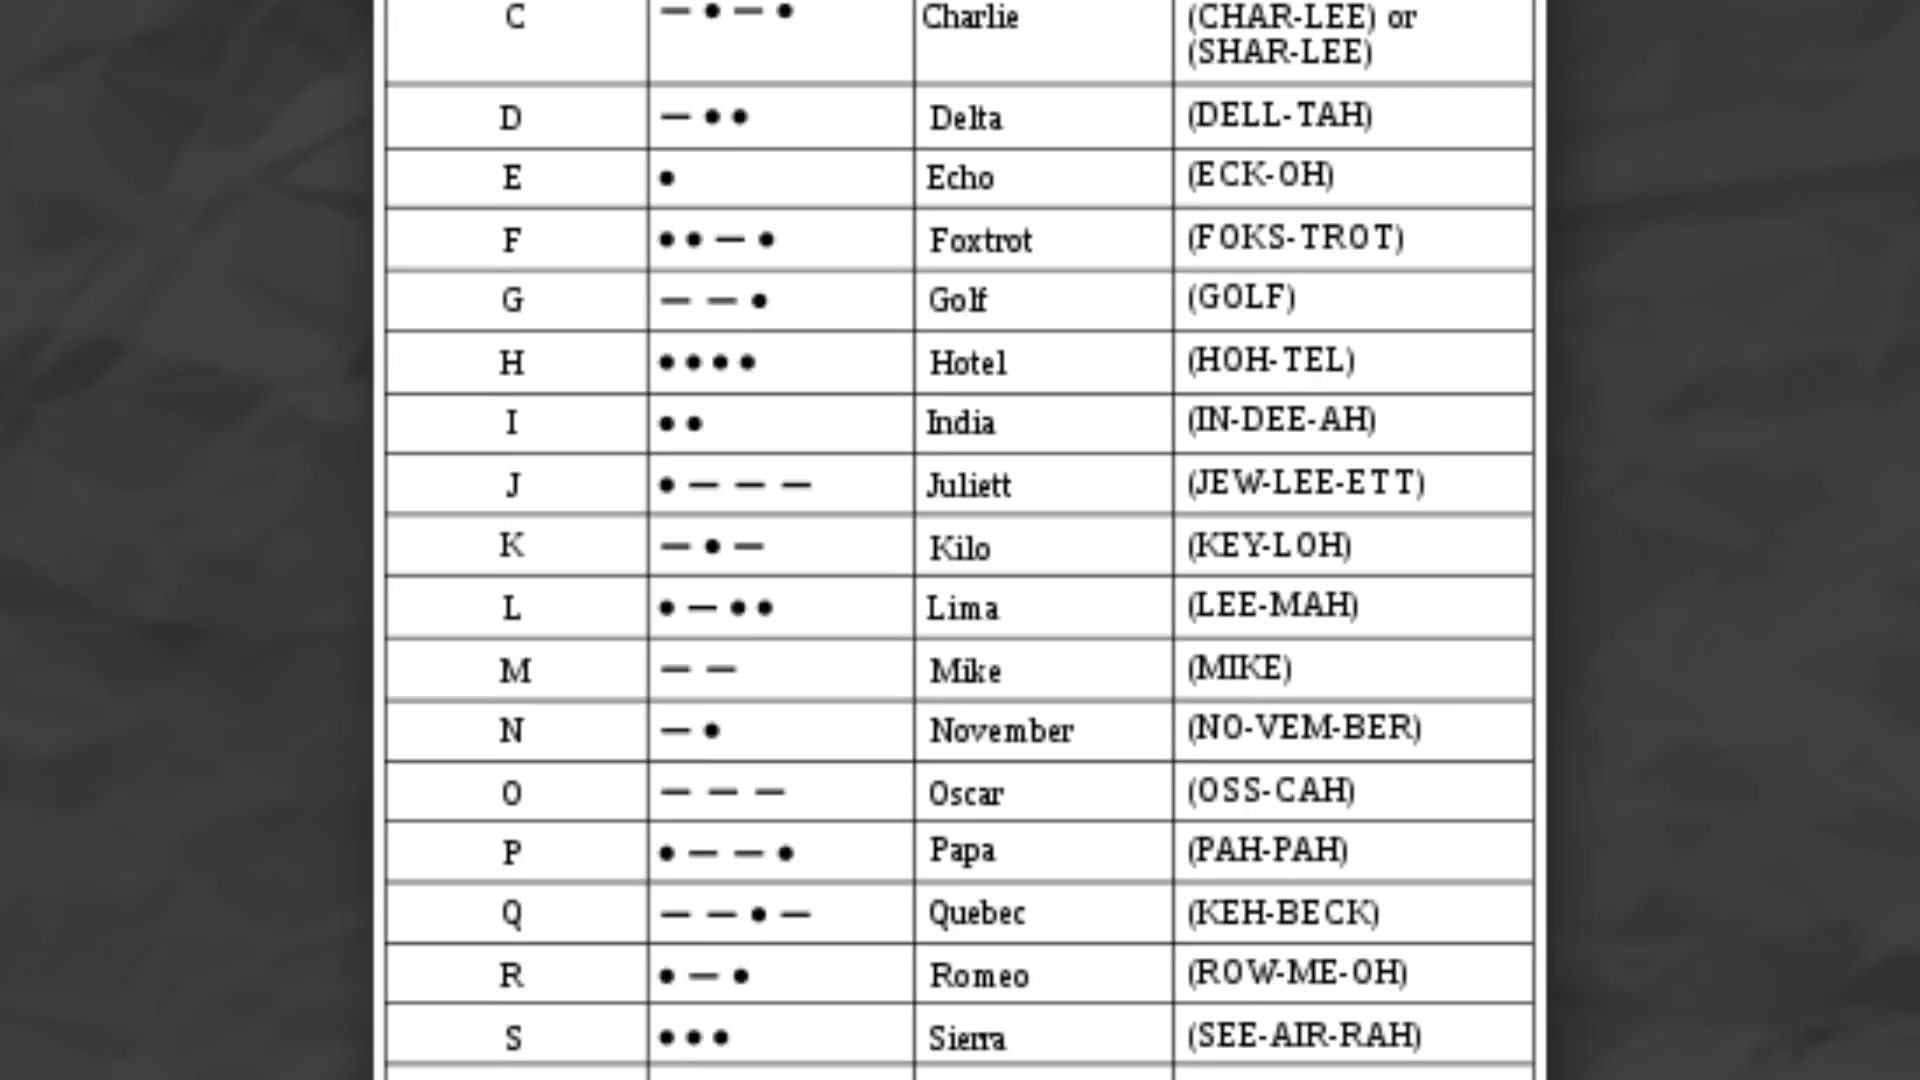 C — • — • Charlie (CHAR-LEE) or
(SHAR-LEE)
D — • • Delta (DELL-TAH)
E • Echo (ECK-OH)
F • • — • Foxtrot (FOKS-TROT)
G — — • Golf (GOLF)
H • • • • Hotel (HOH-TEL)
I • • India (IN-DEE-AH)
J • — — — Juliett (JEW-LEE-ETT)
K — • — Kilo (KEY-LOH)
L • — • • Lima (LEE-MAH)
M — — Mike (MIKE)
N — • November (NO-VEM-BER)
O — — — Oscar (OSS-CAH)
P • — — • Papa (PAH-PAH)
Q — — • — Quebec (KEH-BECK)
R • — • Romeo (ROW-ME-OH)
S • • • Sierra (SEE-AIR-RAH)